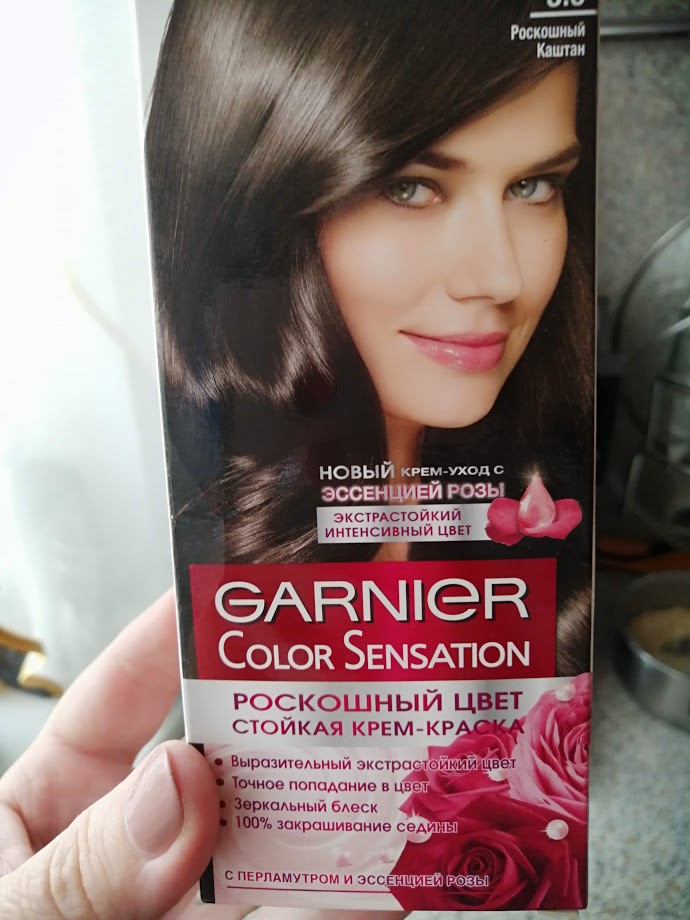 Роскошный
Каштан
НОВЫЙ КРЕМ-УХОД С
ЭССЕНЦИЕЙ РОЗЫ
ЭКСТРАСТОЙКИЙ
ИНТЕНСИВНЫЙ ЦВЕТ
GARNIER
COLOR SENSATION
РОСКОШНЫЙ ЦВЕТ
СТОЙКАЯ КРЕМ-КРАСКА
• Выразительный экстрастойкий цвет
• Точное попадание в цвет
• Зеркальный блеск
• 100% закрашивание седины
С ПЕРЛАМУТРОМ И ЭССЕНЦИЕЙ РОЗЫ